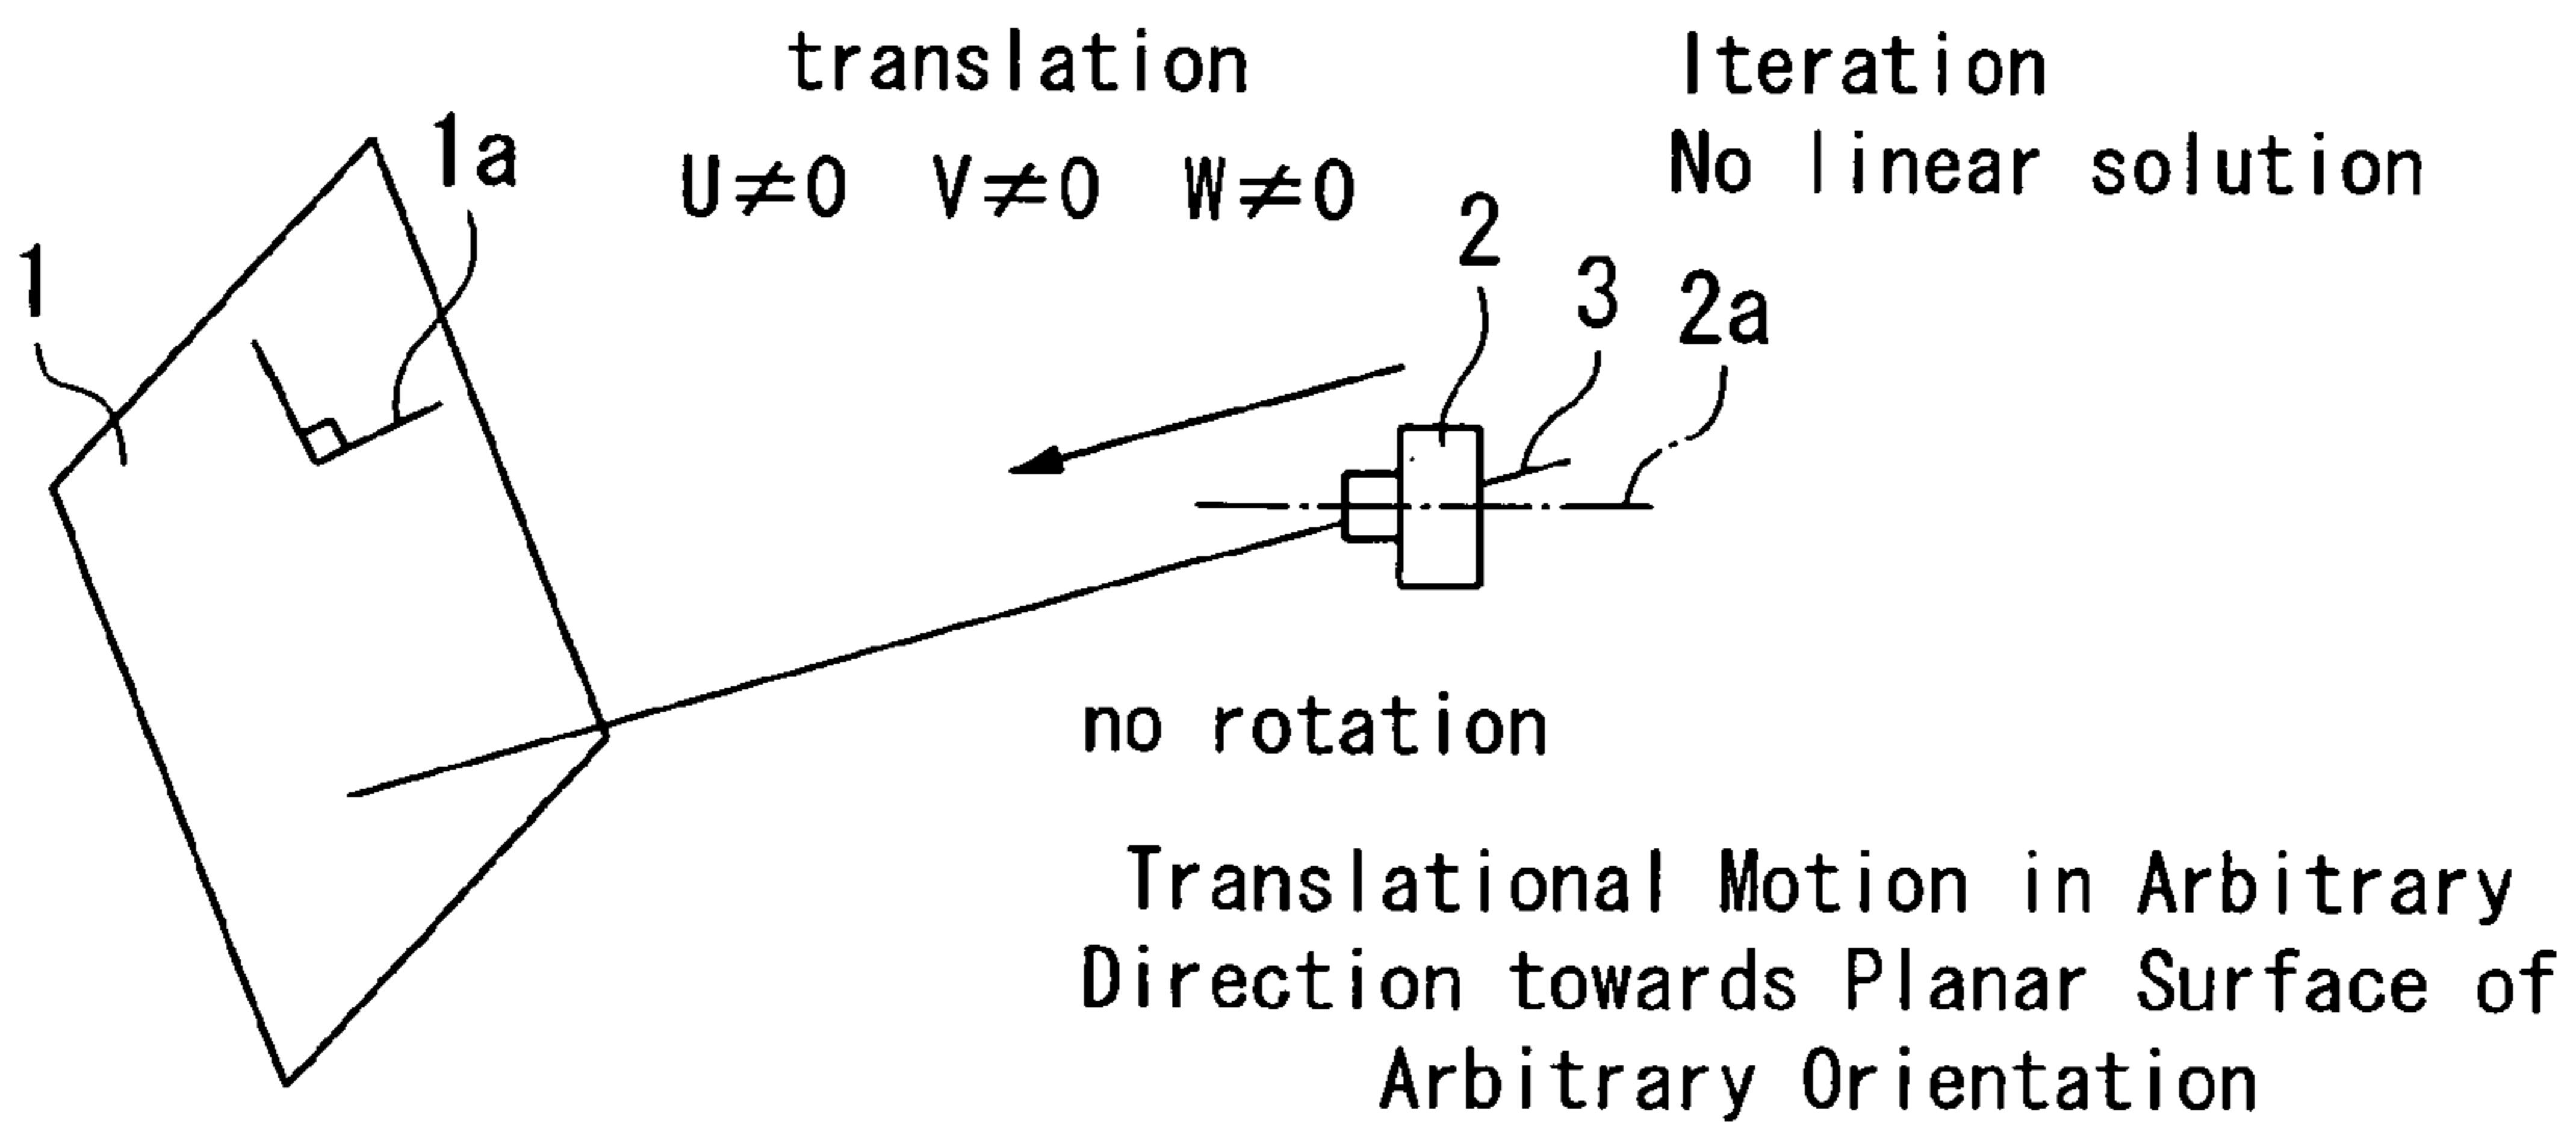 translation
U≠0 V≠0 W≠0
Iteration
No linear solution
1
1a
2
3
2a
no rotation
Translational Motion in Arbitrary
Direction towards Planar Surface of
Arbitrary Orientation